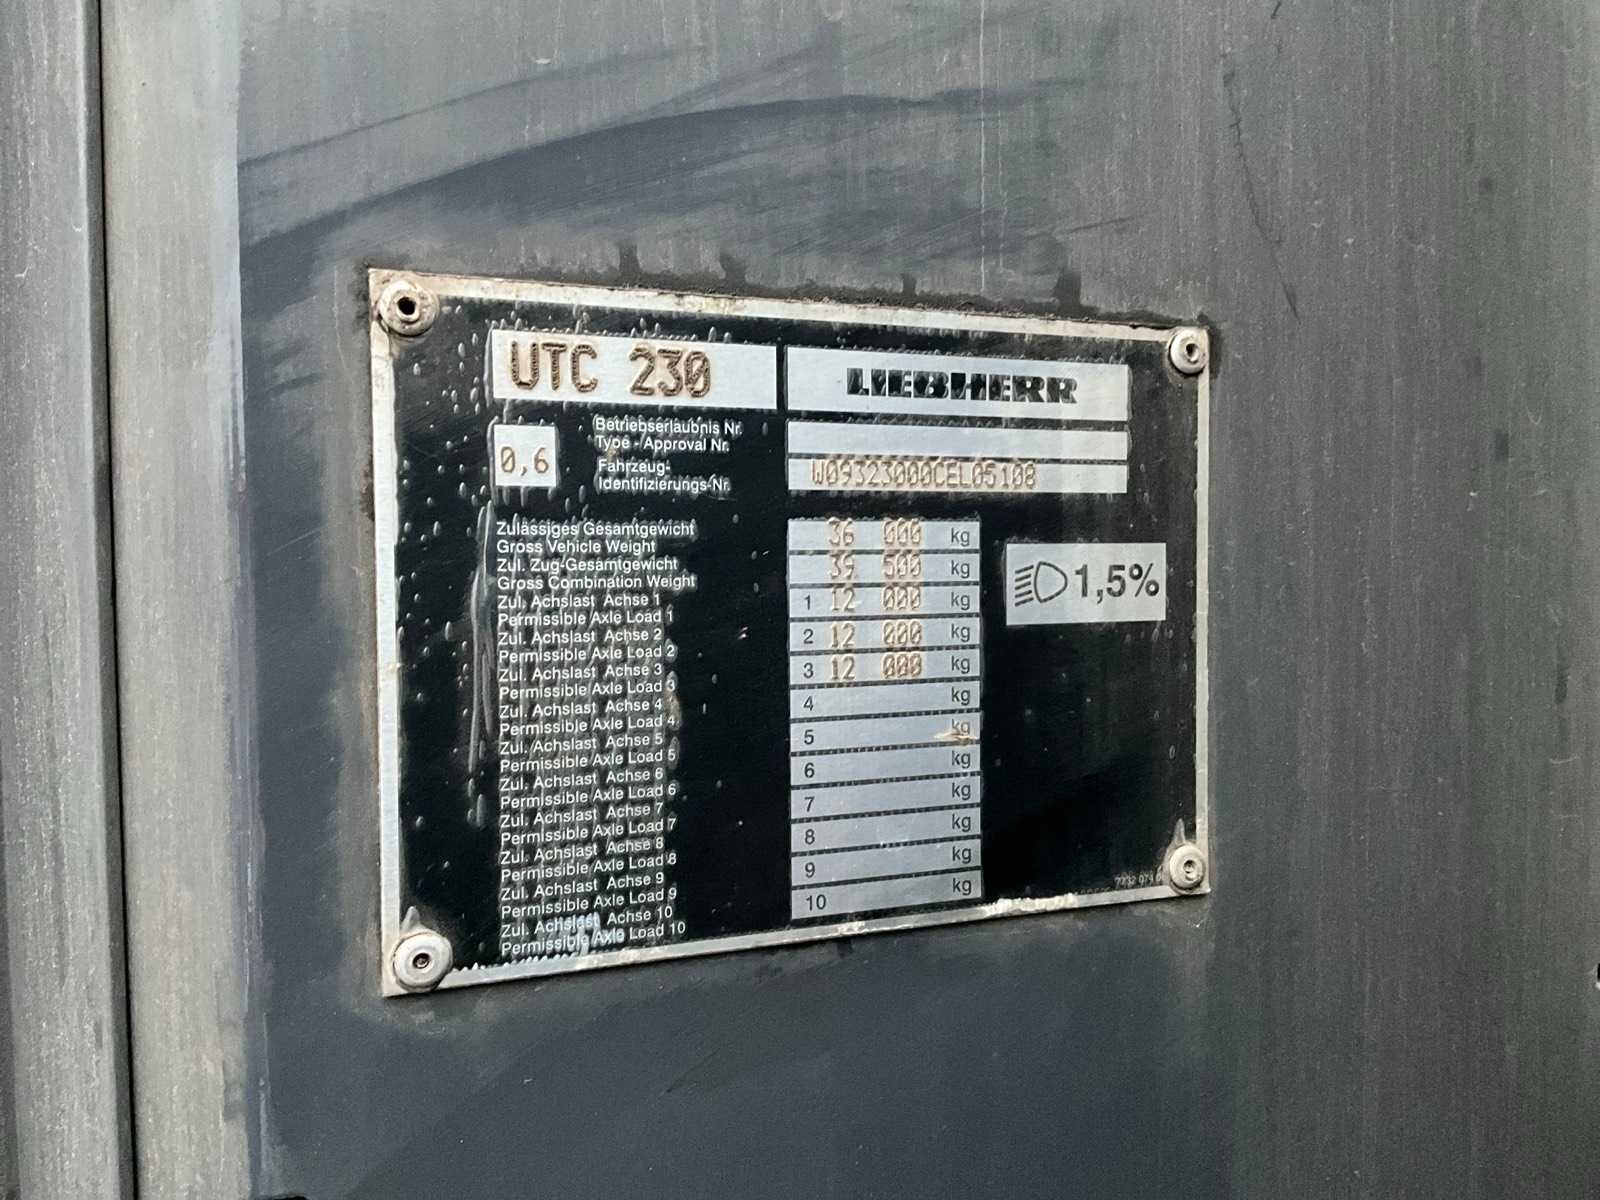 UTC 230 LIEBHERR
0,6
Betriebserlaubnis Nr.
Type - Approval Nr.
Fahrzeug-
Identifizierungs-Nr. W09323000CEL05108
Zulässiges Gesamtgewicht
Gross Vehicle Weight 36 000 kg
Zul. Zug-Gesamtgewicht
Gross Combination Weight 39 500 kg
Zul. Achslast Achse 1
Permissible Axle Load 1 1 12 000 kg
Zul. Achslast Achse 2
Permissible Axle Load 2 2 12 000 kg
Zul. Achslast Achse 3
Permissible Axle Load 3 3 12 000 kg
Zul. Achslast Achse 4
Permissible Axle Load 4 4 kg
Zul. Achslast Achse 5
Permissible Axle Load 5 5 kg
Zul. Achslast Achse 6
Permissible Axle Load 6 6 kg
Zul. Achslast Achse 7
Permissible Axle Load 7 7 kg
Zul. Achslast Achse 8
Permissible Axle Load 8 8 kg
Zul. Achslast Achse 9
Permissible Axle Load 9 9 kg
Zul. Achslast Achse 10
Permissible Axle Load 10 10 kg
1,5%